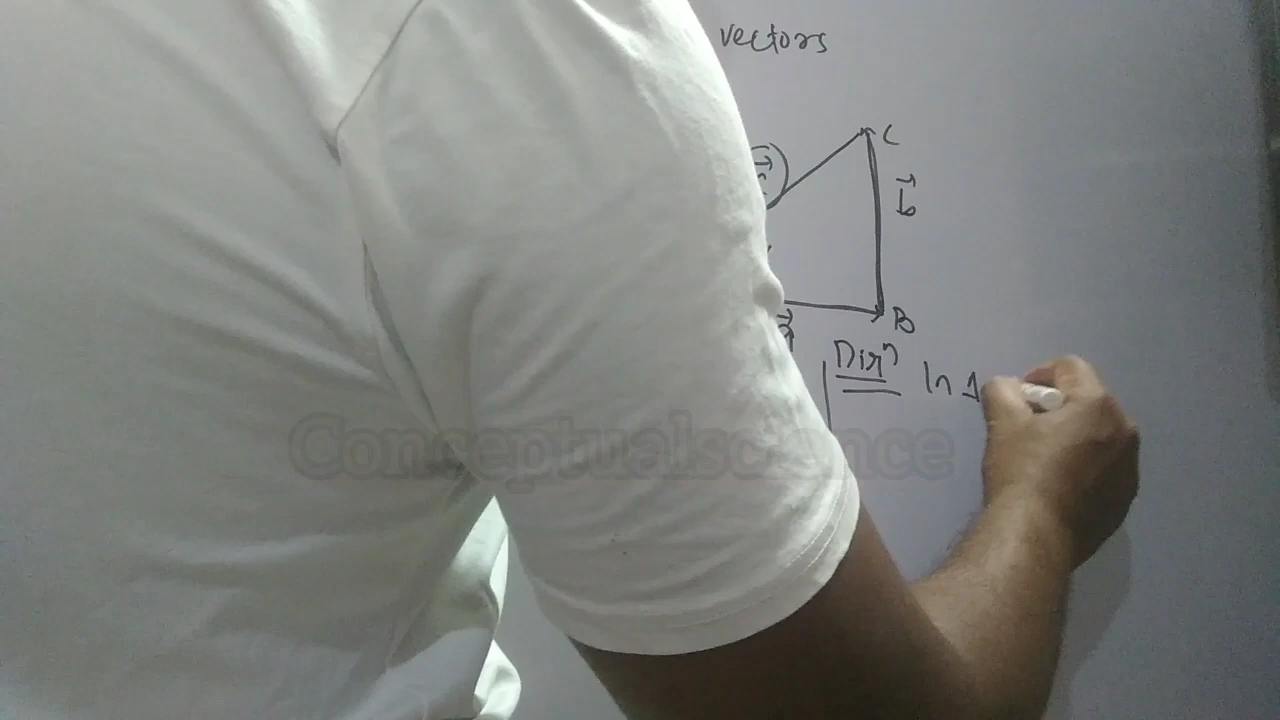 vectors
C
b
B
Dirⁿ In 1
Conceptualscience